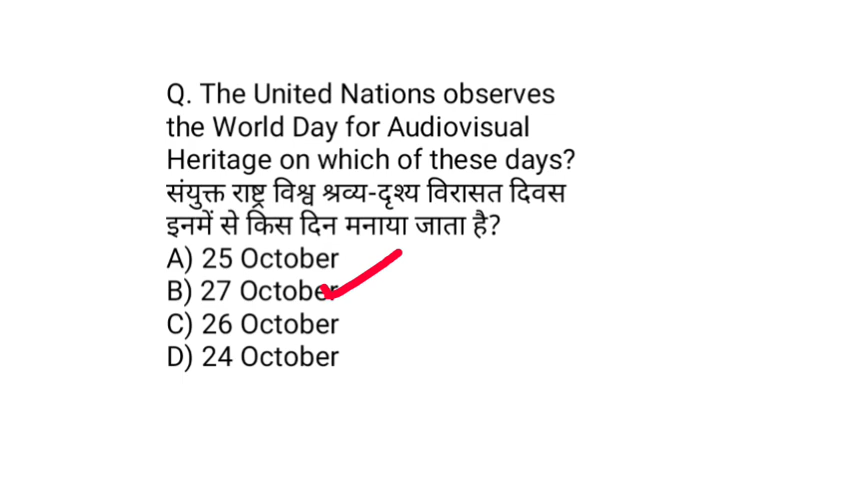 Q. The United Nations observes
the World Day for Audiovisual
Heritage on which of these days?
संयुक्त राष्ट्र विश्व श्रव्य-दृश्य विरासत दिवस
इनमें से किस दिन मनाया जाता है?
A) 25 October
B) 27 October
C) 26 October
D) 24 October